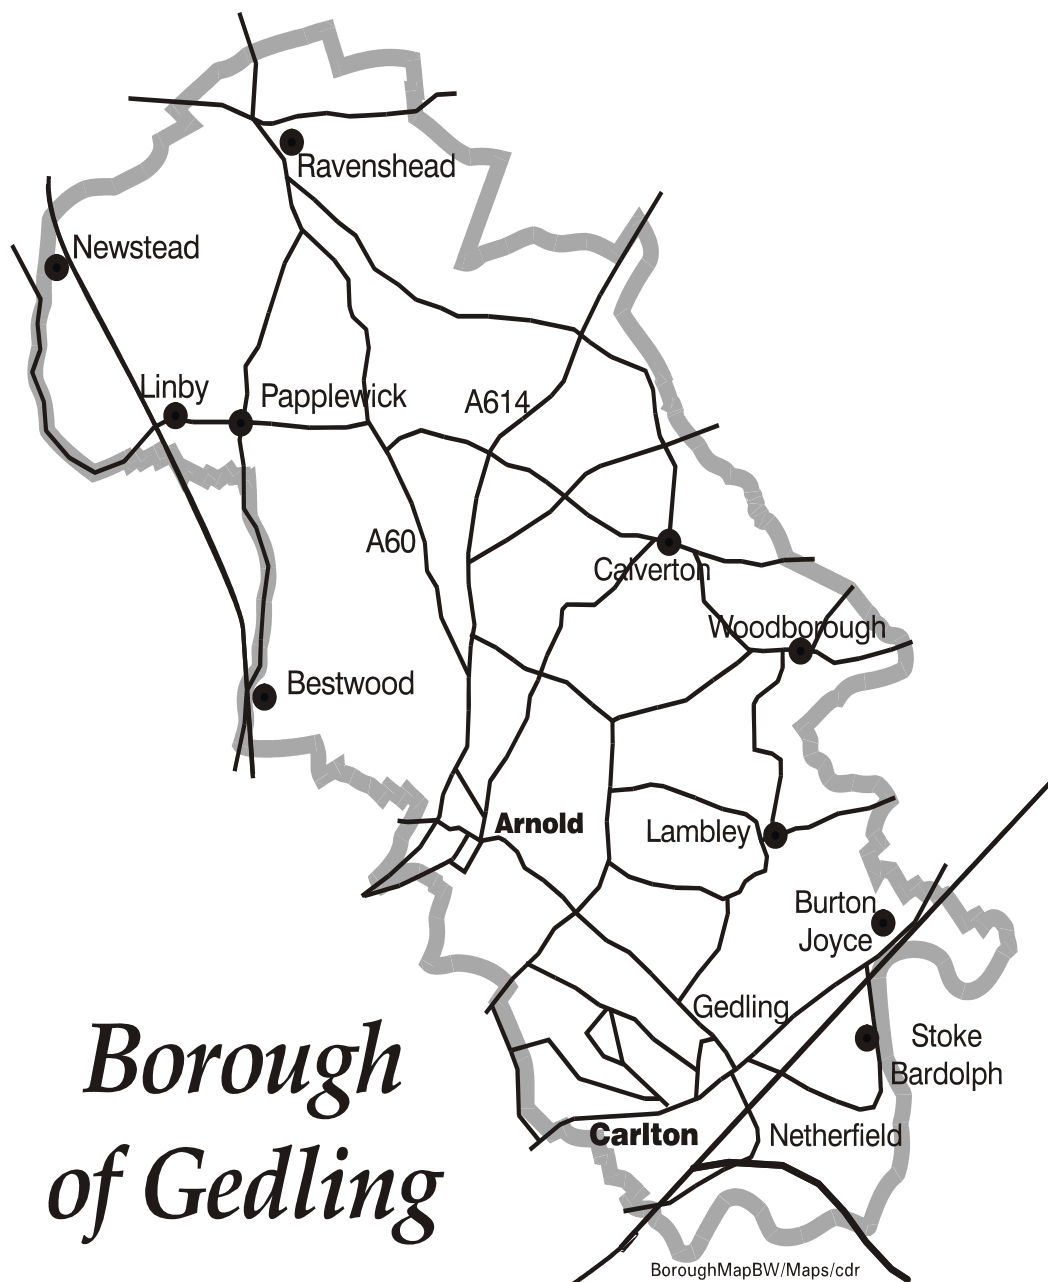 Ravenshead
Newstead
Linby
Papplewick
A614
A60
Calverton
Woodborough
Bestwood
Arnold
Lambley
Burton
Joyce
Gedling
Stoke
Bardolph
Carlton
Netherfield
Borough
of Gedling
BoroughMapBW/Maps/cdr